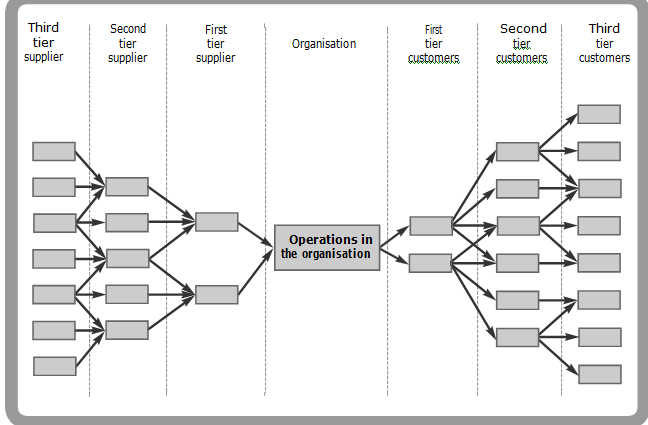 Third
tier
supplier
Second
tier
supplier
First
tier
supplier
Organisation
First
tier
customers
Second
tier
customers
Third
tier
customers
Operations in
the organisation